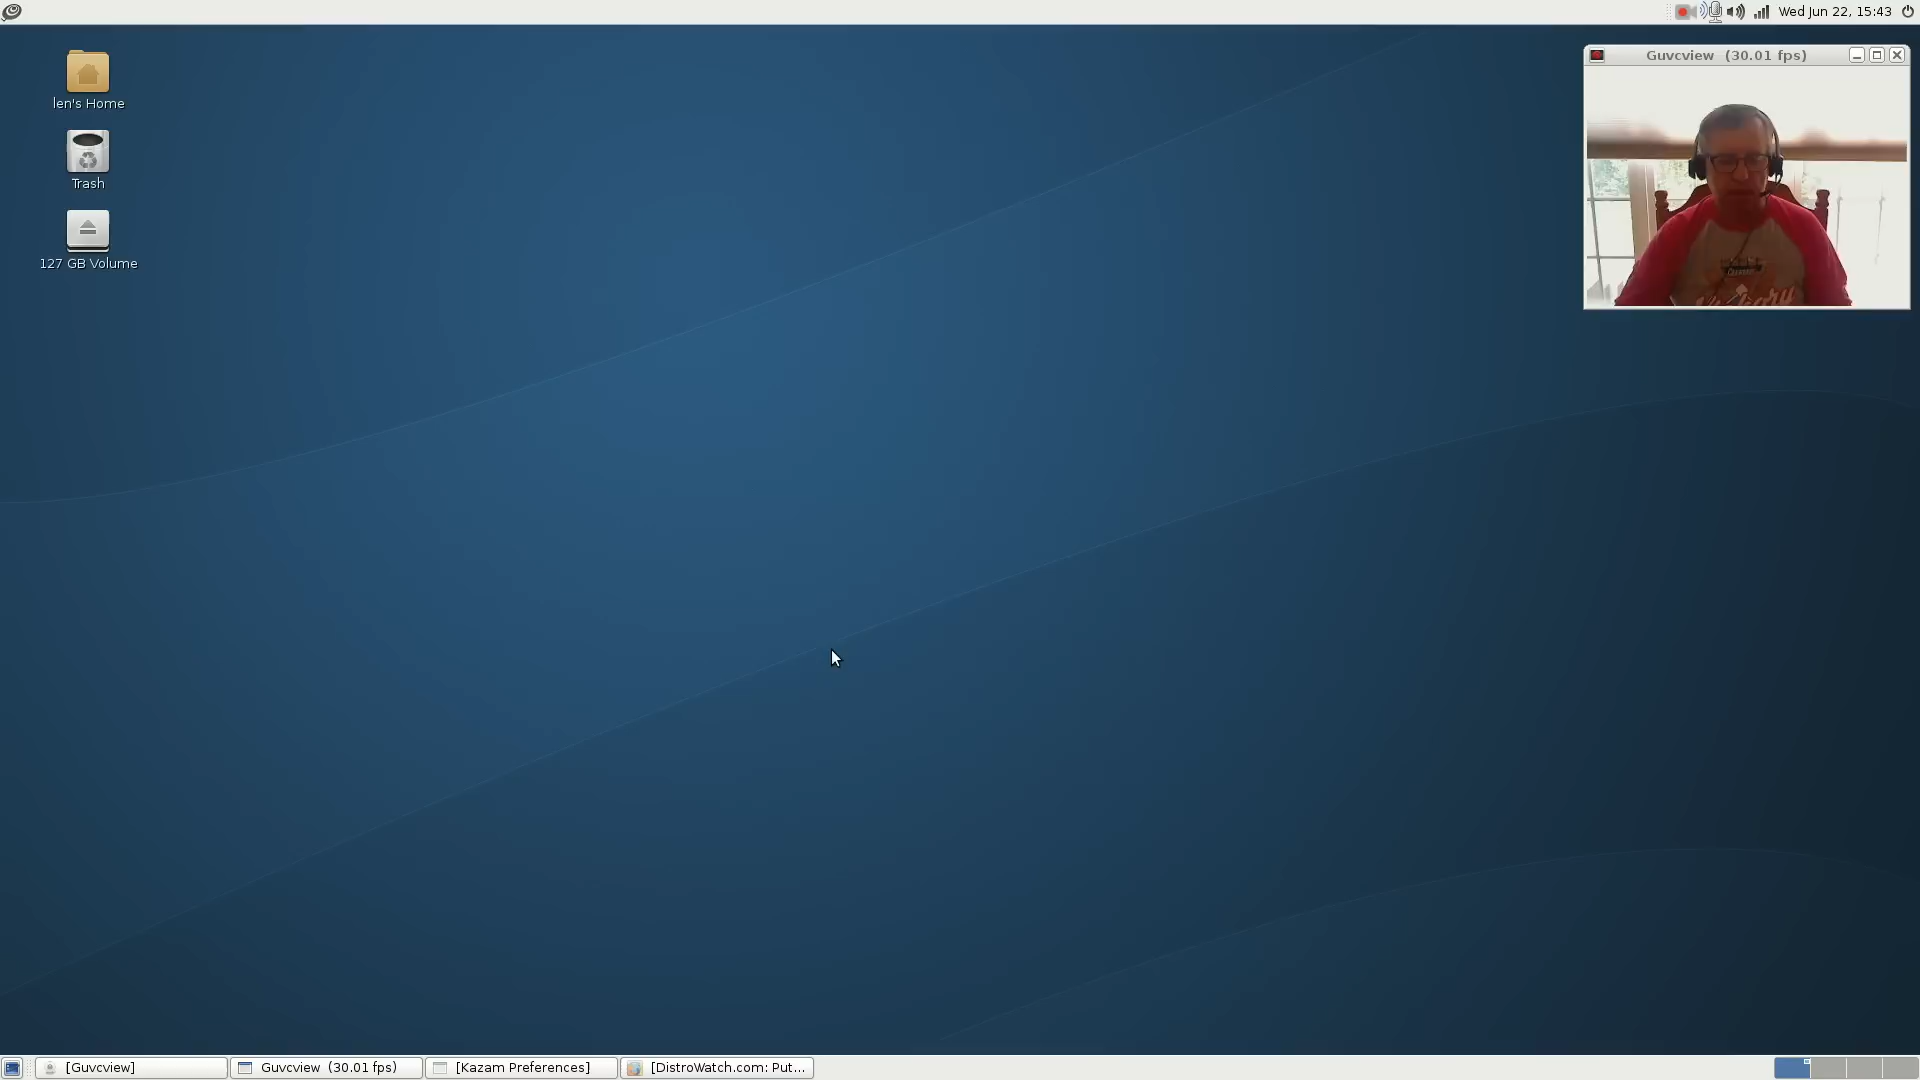 Wed Jun 22, 15:43
len's Home
Trash
127 GB Volume
Guvcview (30.01 fps)
[Guvcview]
Guvcview (30.01 fps)
[Kazam Preferences]
[DistroWatch.com: Put...